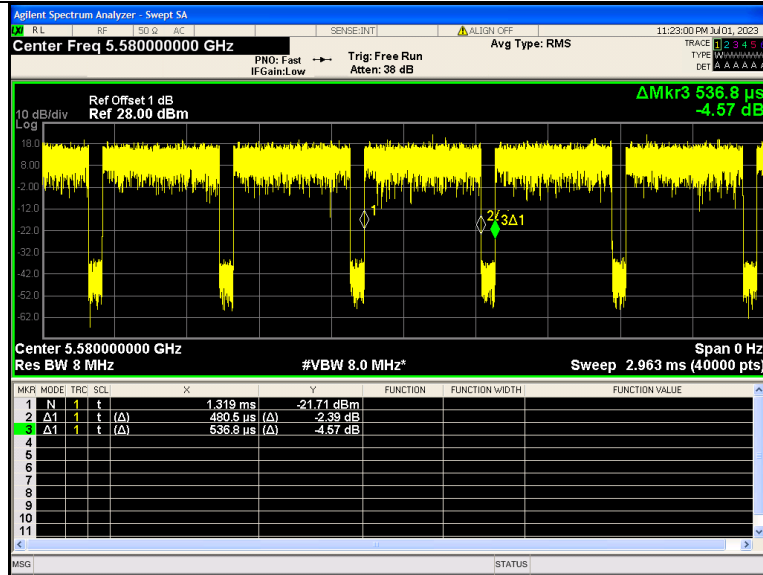 Agilent Spectrum Analyzer - Swept SA
LXI RL RF 50 Ω AC SENSE:INT ALIGN OFF 11:23:00 PM Jul 01, 2023
Center Freq 5.580000000 GHz Avg Type: RMS TRACE 1 2 3 4 5
PNO: Fast Trig: Free Run TYPE W
IFGain:Low Atten: 38 dB DET A A A A A
ΔMkr3 536.8 µs
Ref Offset 1 dB
10 dB/div Ref 28.00 dBm -4.57 dB
Log
18.0
8.00
-2.00
-12.0
-22.0
-32.0
-42.0
-52.0
-62.0
1
2 3Δ1
Center 5.580000000 GHz Span 0 Hz
Res BW 8 MHz #VBW 8.0 MHz* Sweep 2.963 ms (40000 pts)
MKR MODE TRC SCL X Y FUNCTION FUNCTION WIDTH FUNCTION VALUE
1 N 1 t 1.319 ms -21.71 dBm
2 Δ1 1 t (Δ) 480.5 µs (Δ) -2.39 dB
3 Δ1 1 t (Δ) 536.8 µs (Δ) -4.57 dB
4
5
6
7
8
9
10
11
MSG STATUS